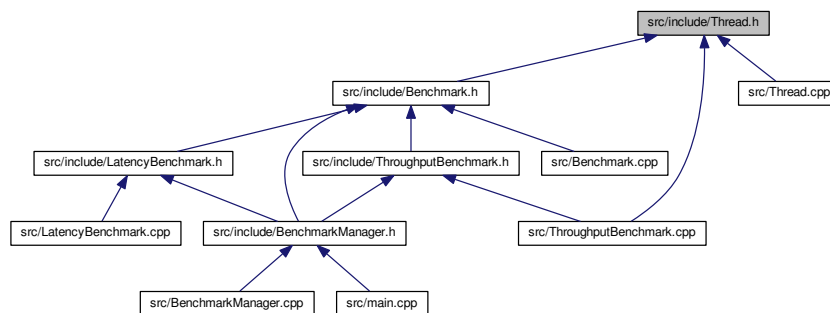 src/include/Thread.h
src/include/Benchmark.h
src/Thread.cpp
src/include/LatencyBenchmark.h
src/include/ThroughputBenchmark.h
src/Benchmark.cpp
src/LatencyBenchmark.cpp
src/include/BenchmarkManager.h
src/ThroughputBenchmark.cpp
src/BenchmarkManager.cpp
src/main.cpp